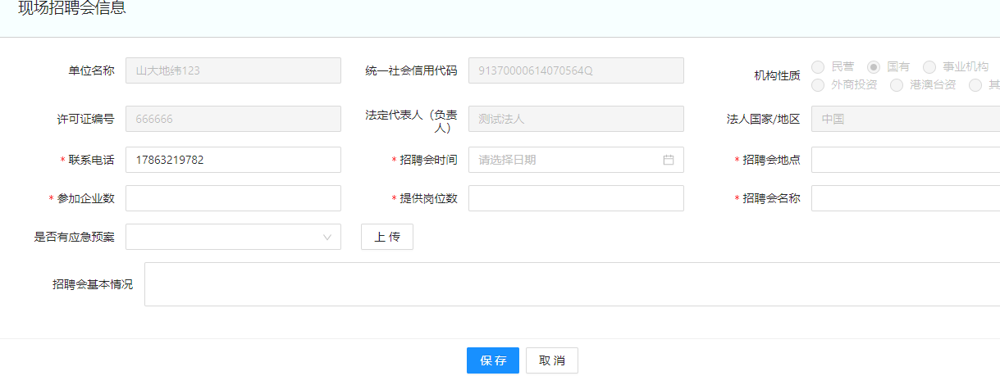 现场招聘会信息
单位名称 山大地纬123 统一社会信用代码 91370000614070564Q 机构性质 民营 国有 事业机构
外商投资 港澳台资 其
许可证编号 666666 法定代表人（负责人） 测试法人 法人国家/地区 中国
* 联系电话 17863219782 * 招聘会时间 请选择日期 * 招聘会地点
* 参加企业数 * 提供岗位数 * 招聘会名称
是否有应急预案 上 传
招聘会基本情况
保 存 取 消